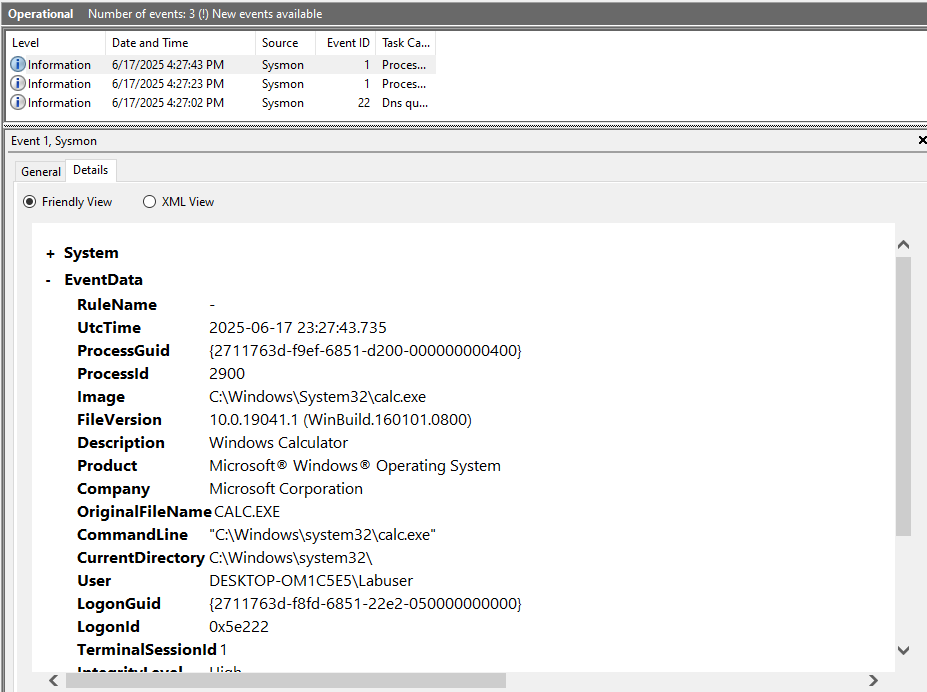 Operational Number of events: 3 (!) New events available
Level Date and Time Source Event ID Task Ca...
Information 6/17/2025 4:27:43 PM Sysmon 1 Proces...
Information 6/17/2025 4:27:23 PM Sysmon 1 Proces...
Information 6/17/2025 4:27:02 PM Sysmon 22 Dns qu...
Event 1, Sysmon
General Details
Friendly View XML View
+ System
- EventData
RuleName -
UtcTime 2025-06-17 23:27:43.735
ProcessGuid {2711763d-f9ef-6851-d200-000000000400}
ProcessId 2900
Image C:\Windows\System32\calc.exe
FileVersion 10.0.19041.1 (WinBuild.160101.0800)
Description Windows Calculator
Product Microsoft® Windows® Operating System
Company Microsoft Corporation
OriginalFileName CALC.EXE
CommandLine "C:\Windows\system32\calc.exe"
CurrentDirectory C:\Windows\system32\
User DESKTOP-OM1C5E5\Labuser
LogonGuid {2711763d-f8fd-6851-22e2-050000000000}
LogonId 0x5e222
TerminalSessionId 1
IntegrityLevel High